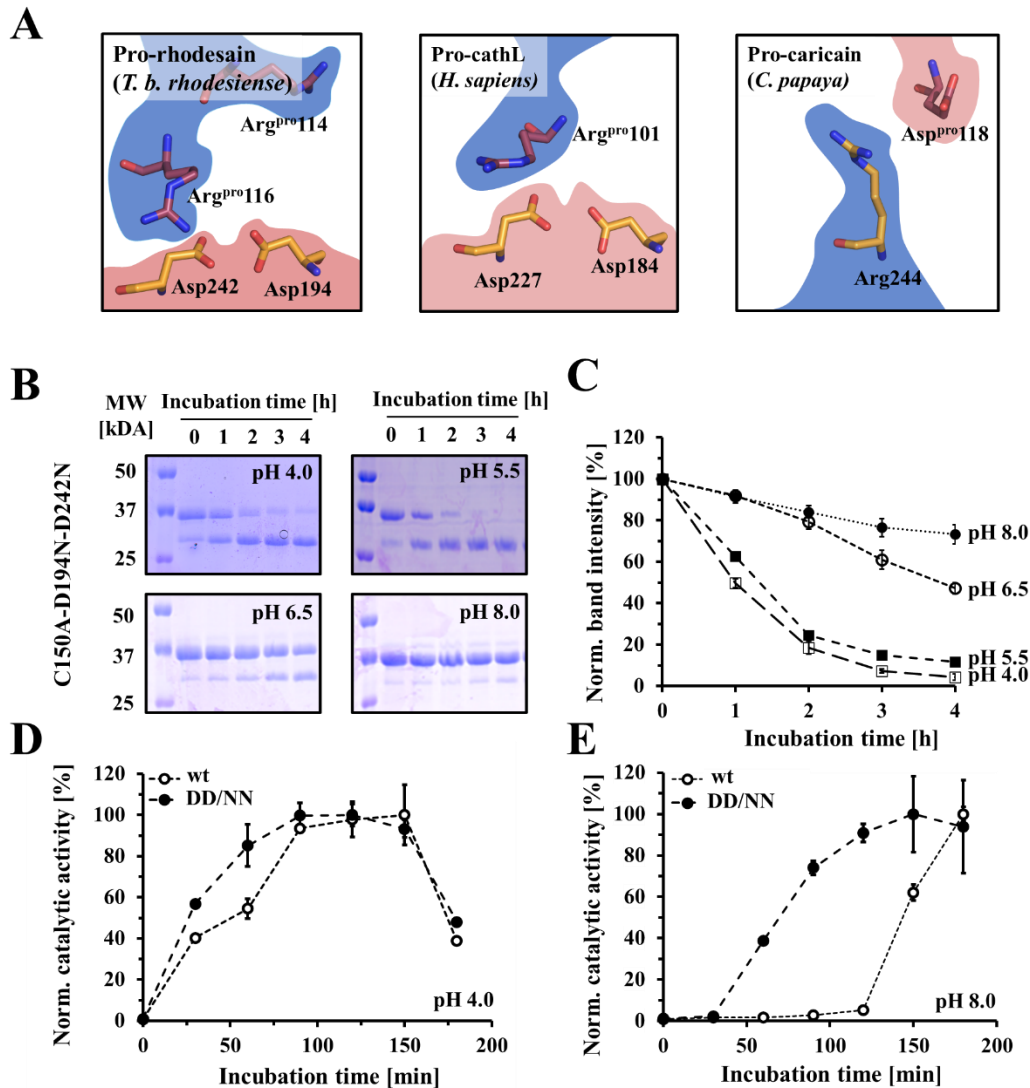 A
Pro-rhodesain
(T. b. rhodesiense)
Argᵖʳᵒ114
Argᵖʳᵒ116
Asp242
Asp194
Pro-cathL
(H. sapiens)
Argᵖʳᵒ101
Asp227
Asp184
Pro-caricain
(C. papaya)
Aspᵖʳᵒ118
Arg244
B
C150A-D194N-D242N
MW
[kDA]
Incubation time [h]
0 1 2 3 4
Incubation time [h]
0 1 2 3 4
50
37
25
pH 4.0
pH 5.5
50
37
25
pH 6.5
pH 8.0
C
Norm. band intensity [%]
120
100
80
60
40
20
0
pH 8.0
pH 6.5
pH 5.5
pH 4.0
0 1 2 3 4
Incubation time [h]
D
wt
DD/NN
Norm. catalytic activity [%]
120
100
80
60
40
20
0
pH 4.0
0 50 100 150 200
Incubation time [min]
E
wt
DD/NN
Norm. catalytic activity [%]
120
100
80
60
40
20
0
pH 8.0
0 50 100 150 200
Incubation time [min]